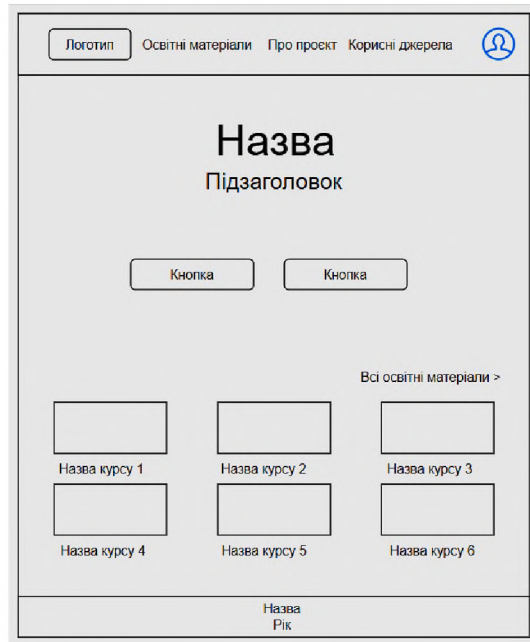 Логотип Освітні матеріали Про проєкт Корисні джерела
Назва
Підзаголовок
Кнопка Кнопка
Всі освітні матеріали >
Назва курсу 1 Назва курсу 2 Назва курсу 3
Назва курсу 4 Назва курсу 5 Назва курсу 6
Назва
Рік